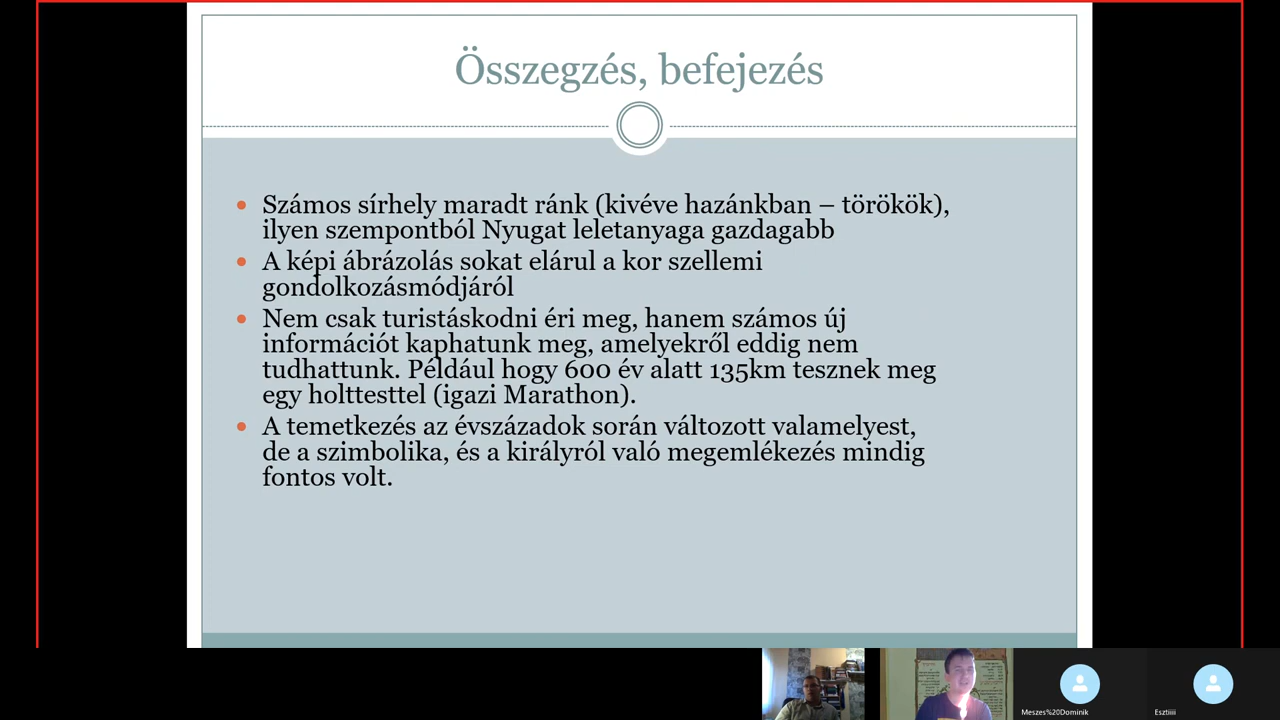 Összegzés, befejezés
Számos sírhely maradt ránk (kivéve hazánkban – törökök),
ilyen szempontból Nyugat leletanyaga gazdagabb
A képi ábrázolás sokat elárul a kor szellemi
gondolkozásmódjáról
Nem csak turistáskodni éri meg, hanem számos új
információt kaphatunk meg, amelyekről eddig nem
tudhattunk. Például hogy 600 év alatt 135km tesznek meg
egy holttesttel (igazi Marathon).
A temetkezés az évszázadok során változott valamelyest,
de a szimbolika, és a királyról való megemlékezés mindig
fontos volt.
Meszes%20Dominik
Esztiiii